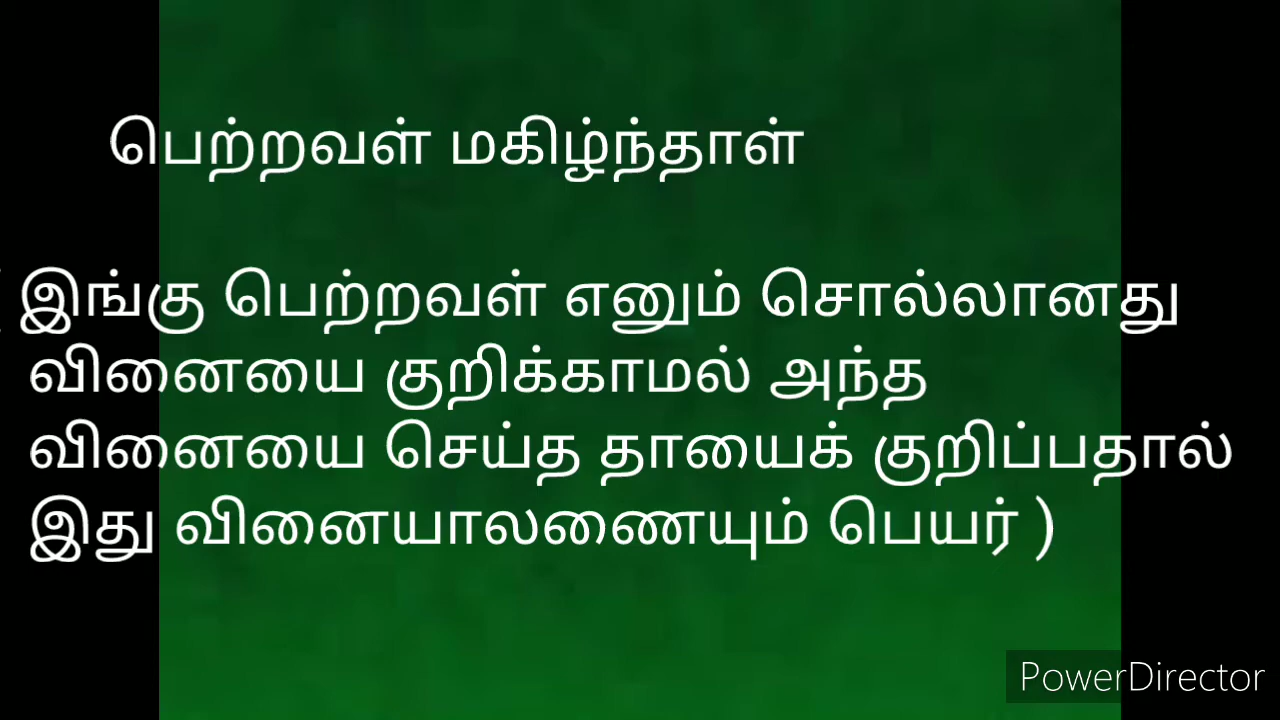 பெற்றவள் மகிழ்ந்தாள்
( இங்கு பெற்றவள் எனும் சொல்லானது
வினையை குறிக்காமல் அந்த
வினையை செய்த தாயைக் குறிப்பதால்
இது வினையாலணையும் பெயர் )
PowerDirector